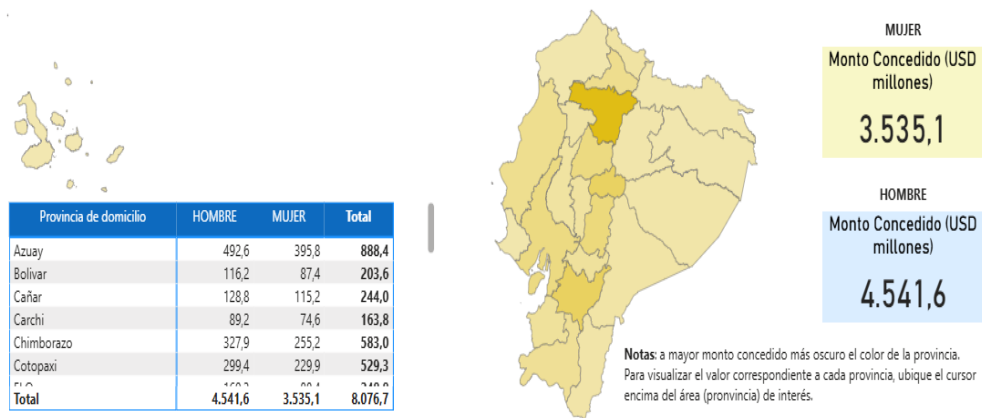 Provincia de domicilio HOMBRE MUJER Total
Azuay 492,6 395,8 888,4
Bolivar 116,2 87,4 203,6
Cañar 128,8 115,2 244,0
Carchi 89,2 74,6 163,8
Chimborazo 327,9 255,2 583,0
Cotopaxi 299,4 229,9 529,3
Total 4.541,6 3.535,1 8.076,7
MUJER
Monto Concedido (USD
millones)
3.535,1
HOMBRE
Monto Concedido (USD
millones)
4.541,6
Notas: a mayor monto concedido más oscuro el color de la provincia.
Para visualizar el valor correspondiente a cada provincia, ubique el cursor
encima del área (pronvincia) de interés.